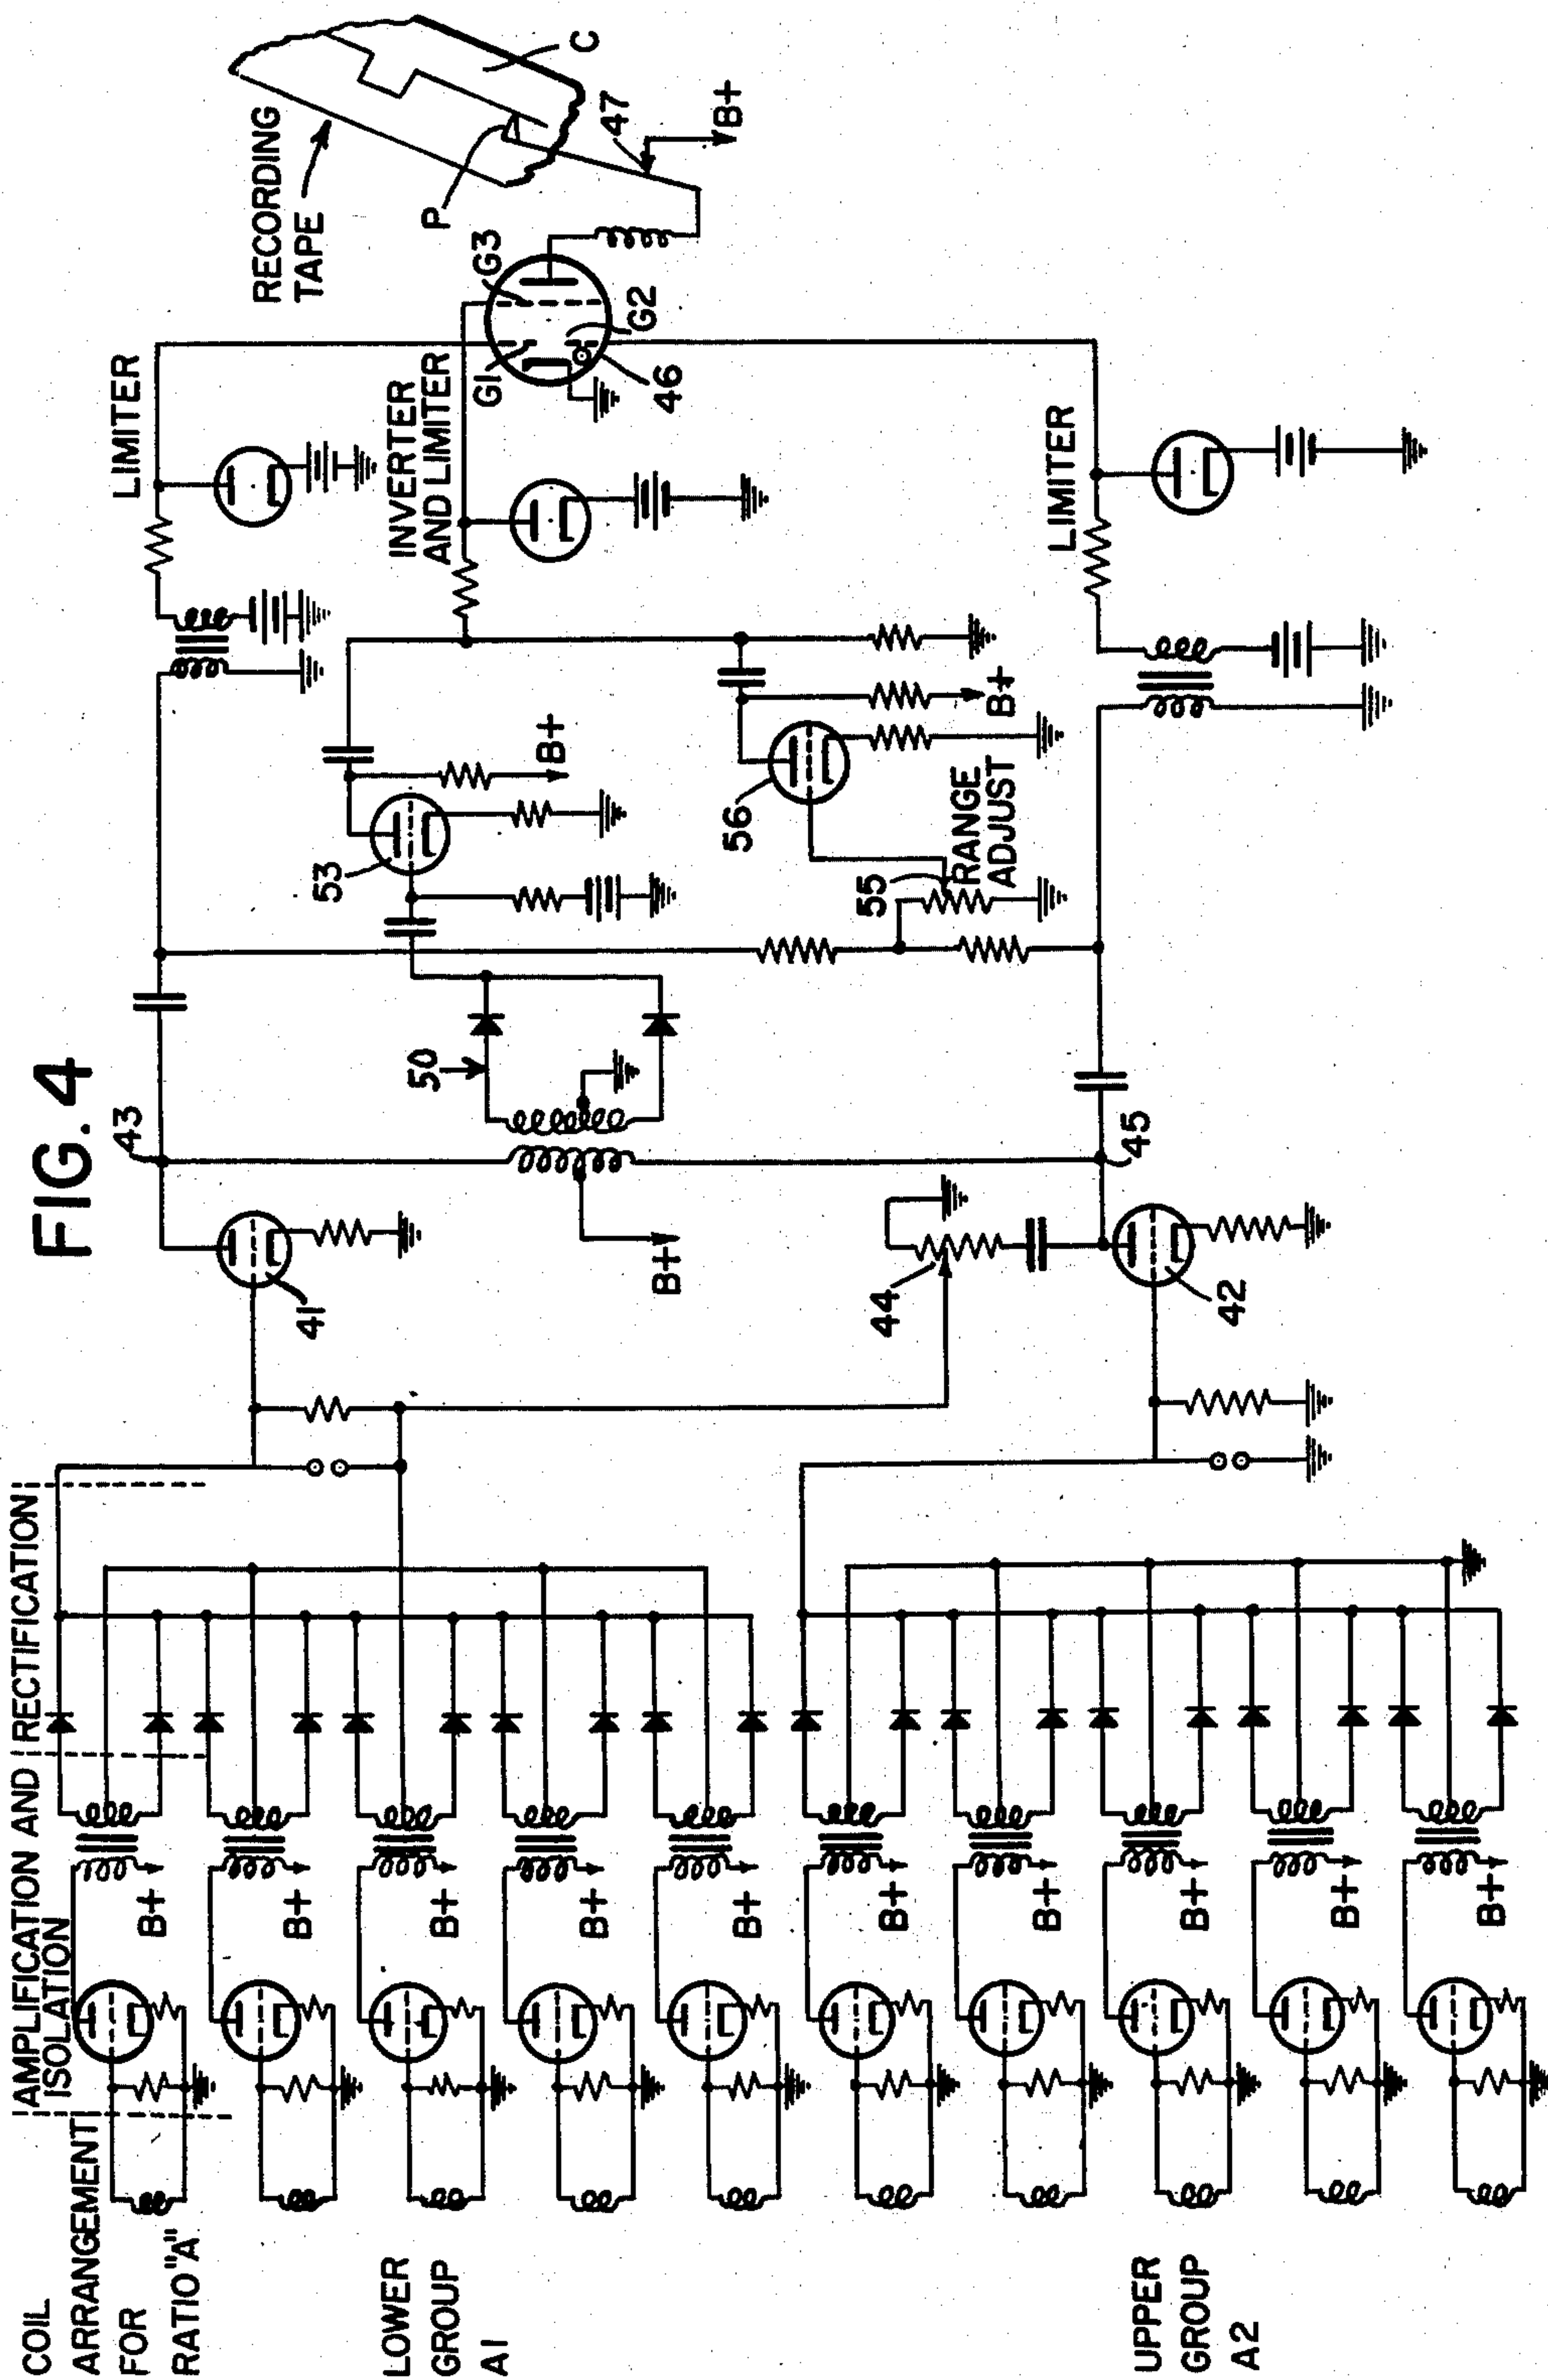 FIG. 4
COIL
ARRANGEMENT
FOR
RATIO "A"
AMPLIFICATION AND RECTIFICATION
ISOLATION
LOWER
GROUP
A1
UPPER
GROUP
A2
B+
B+
B+
B+
B+
B+
B+
B+
B+
B+
41
42
43
44
45
B+
50
53
B+
55
RANGE
ADJUST
56
B+
LIMITER
INVERTER
AND LIMITER
LIMITER
G1
G2
G3
46
47
B+
P
C
RECORDING
TAPE